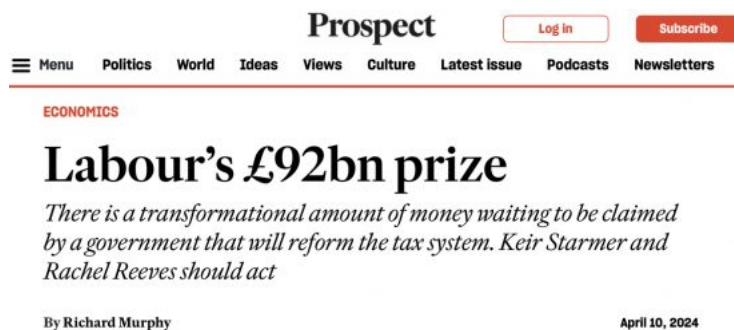 Prospect
Log in
Subscribe
Menu Politics World Ideas Views Culture Latest issue Podcasts Newsletters
ECONOMICS
Labour's £92bn prize
There is a transformational amount of money waiting to be claimed
by a government that will reform the tax system. Keir Starmer and
Rachel Reeves should act
By Richard Murphy
April 10, 2024